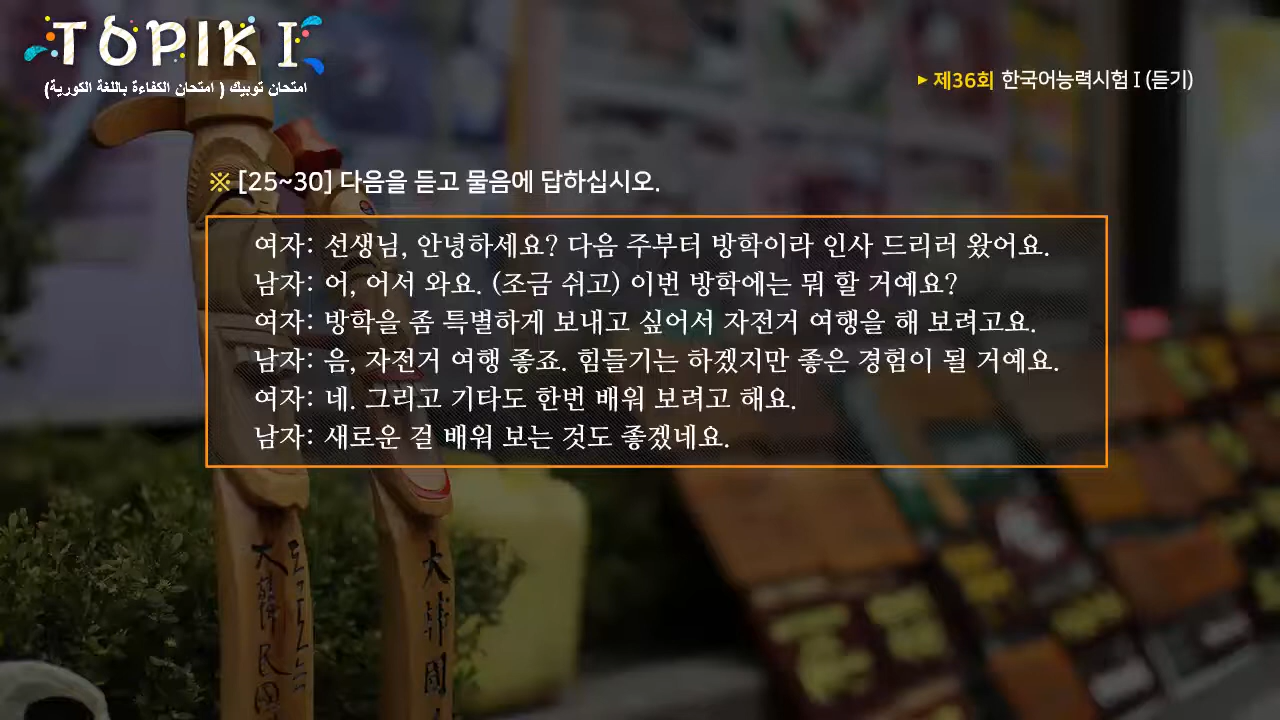 TOPIK I
امتحان توبيك ( امتحان الكفاءة باللغة الكورية)
▶ 제36회 한국어능력시험 I (듣기)
※ [25~30] 다음을 듣고 물음에 답하십시오.
여자: 선생님, 안녕하세요? 다음 주부터 방학이라 인사 드리러 왔어요.
남자: 어, 어서 와요. (조금 쉬고) 이번 방학에는 뭐 할 거예요?
여자: 방학을 좀 특별하게 보내고 싶어서 자전거 여행을 해 보려고요.
남자: 음, 자전거 여행 좋죠. 힘들기는 하겠지만 좋은 경험이 될 거예요.
여자: 네. 그리고 기타도 한번 배워 보려고 해요.
남자: 새로운 걸 배워 보는 것도 좋겠네요.
大韓民国
大韓國